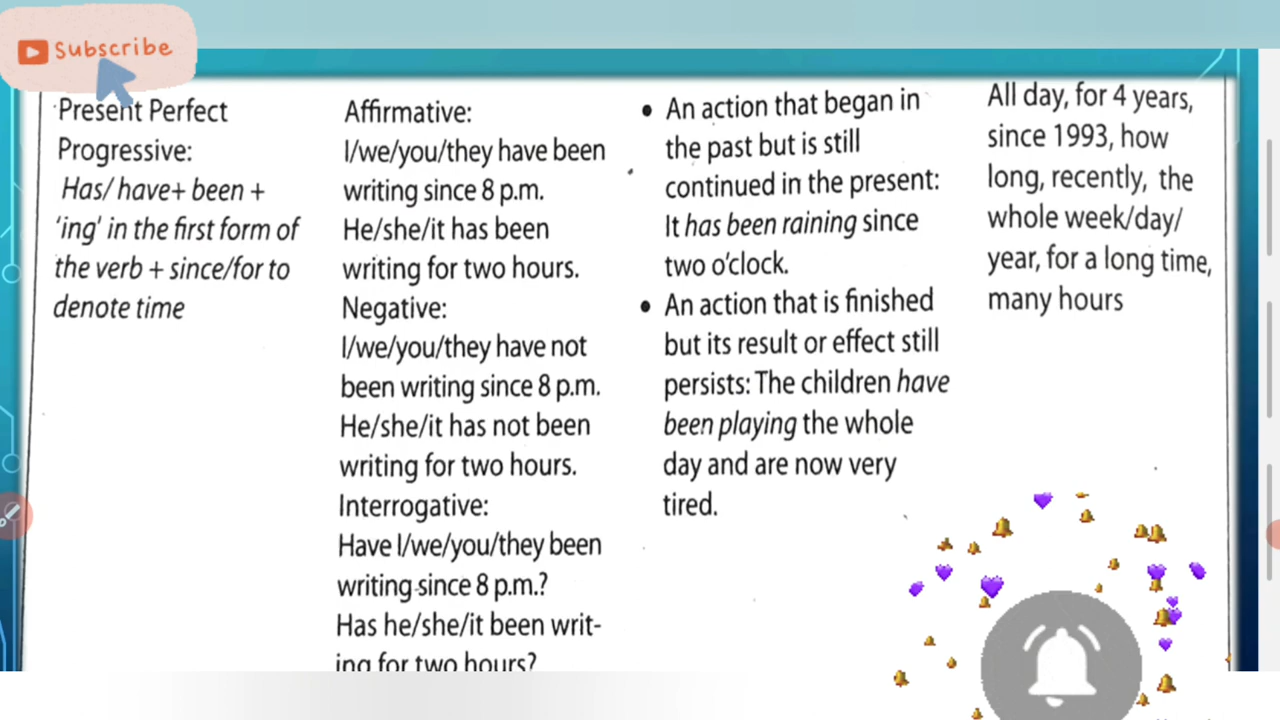 Subscribe
Present Perfect
Progressive:
Has/ have+ been +
'ing' in the first form of
the verb + since/for to
denote time
Affirmative:
I/we/you/they have been
writing since 8 p.m.
He/she/it has been
writing for two hours.
Negative:
I/we/you/they have not
been writing since 8 p.m.
He/she/it has not been
writing for two hours.
Interrogative:
Have I/we/you/they been
writing since 8 p.m.?
Has he/she/it been writ-
ing for two hours?
An action that began in
the past but is still
continued in the present:
It has been raining since
two o'clock.
An action that is finished
but its result or effect still
persists: The children have
been playing the whole
day and are now very
tired.
All day, for 4 years,
since 1993, how
long, recently, the
whole week/day/
year, for a long time,
many hours